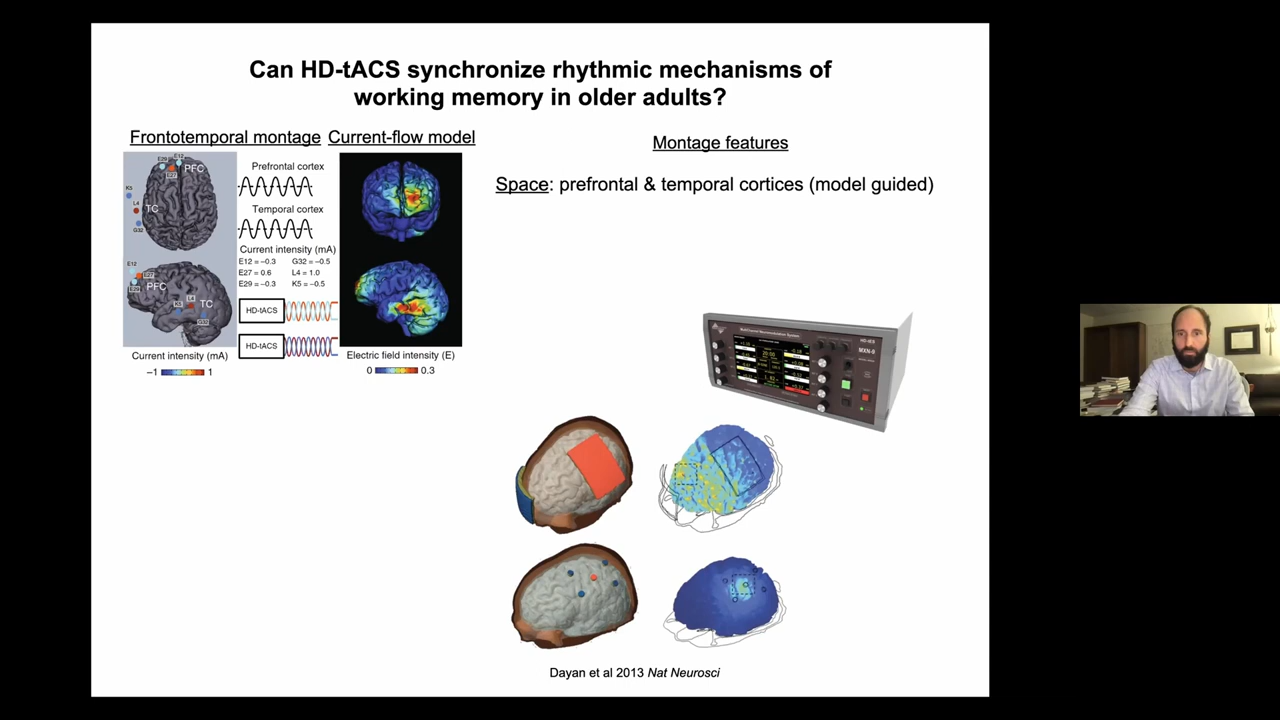 Can HD-tACS synchronize rhythmic mechanisms of
working memory in older adults?
Frontotemporal montage
Current-flow model
Montage features
Space: prefrontal & temporal cortices (model guided)
E29
E12
PFC
E27
K5
L4
TC
G32
Prefrontal cortex
Temporal cortex
Current intensity (mA)
E12 = −0.3 G32 = −0.5
E27 = 0.6 L4 = 1.0
E29 = −0.3 K5 = −0.5
E12
E27
E29
PFC
K5
L4
TC
G32
HD-tACS
HD-tACS
Current intensity (mA)
−1 1
Electric field intensity (E)
0 0.3
MXN-9
Dayan et al 2013 Nat Neurosci